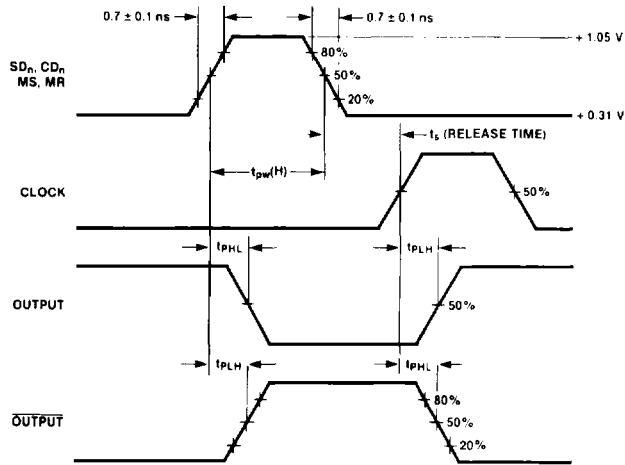 0.7 ± 0.1 ns
0.7 ± 0.1 ns
+ 1.05 V
80%
SDn, CDn
MS, MR
50%
20%
+ 0.31 V
ts (RELEASE TIME)
tpw(H)
CLOCK
50%
tPHL
tPLH
OUTPUT
50%
tPLH
tPHL
80%
OUTPUT
50%
20%